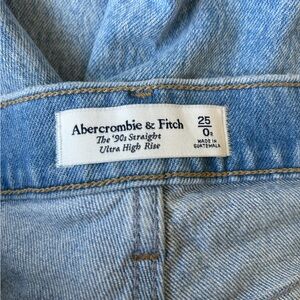 Abercrombie & Fitch
The '90s Straight
Ultra High Rise
25
0R
MADE IN
GUATEMALA